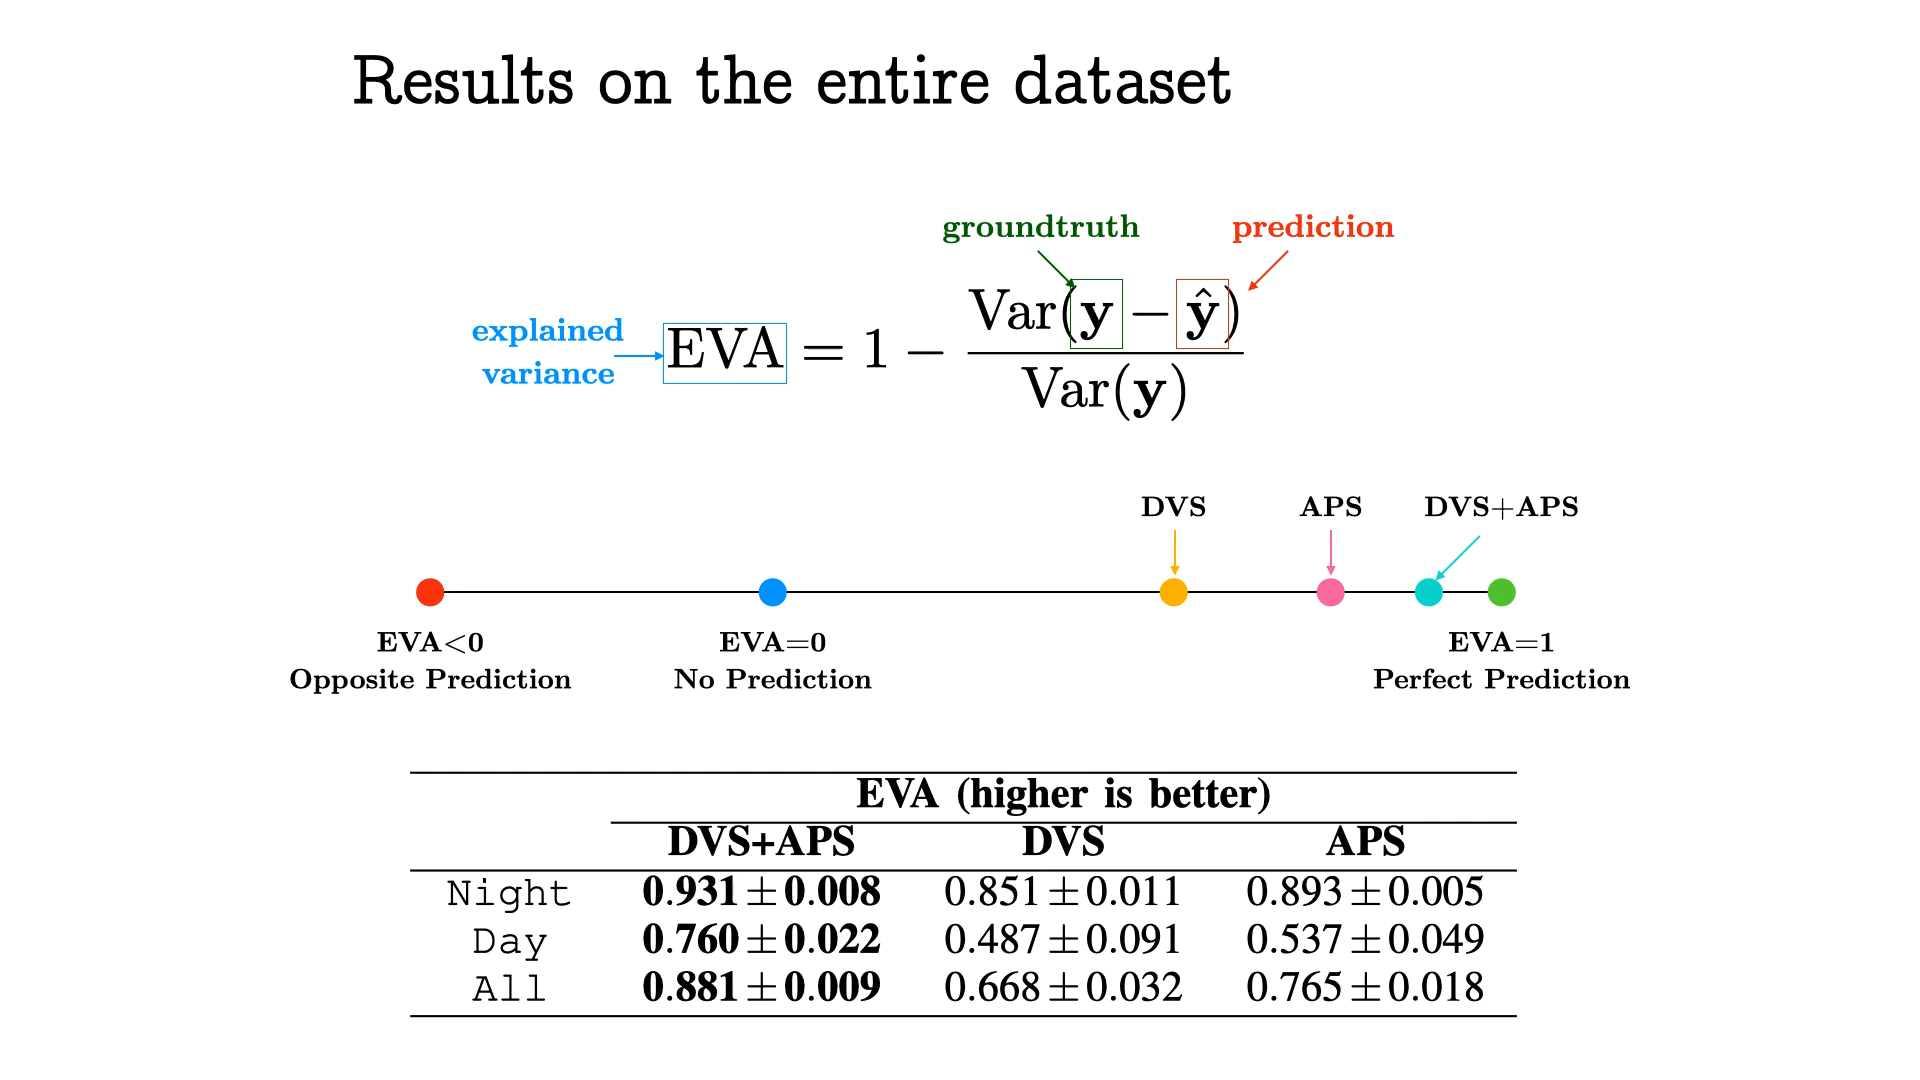 Results on the entire dataset
groundtruth prediction
explained variance
EVA = 1 − Var(y − ŷ) / Var(y)
DVS APS DVS+APS
EVA<0 EVA=0 EVA=1
Opposite Prediction No Prediction Perfect Prediction
EVA (higher is better)
DVS+APS DVS APS
Night 0.931 ± 0.008 0.851 ± 0.011 0.893 ± 0.005
Day 0.760 ± 0.022 0.487 ± 0.091 0.537 ± 0.049
All 0.881 ± 0.009 0.668 ± 0.032 0.765 ± 0.018